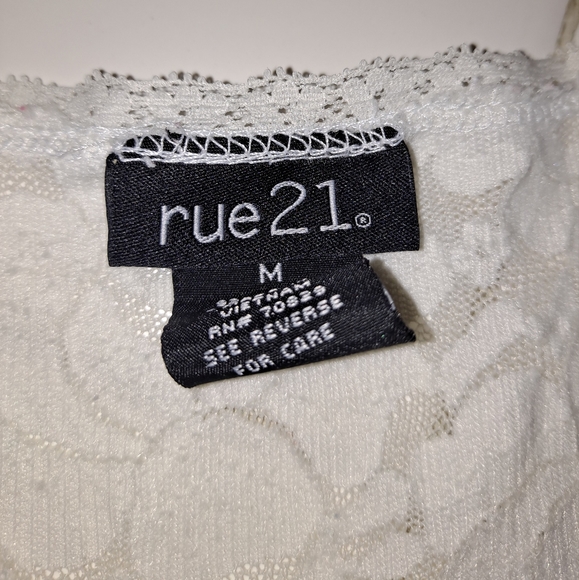 rue21®
M
VIETNAM
RN# 70829
SEE REVERSE
FOR CARE